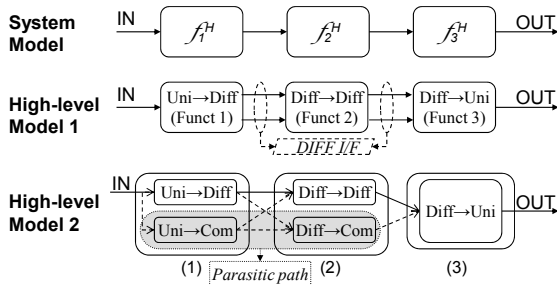 System Model
IN
f₁ᴴ
f₂ᴴ
f₃ᴴ
OUT
High-level Model 1
IN
Uni→Diff (Funct 1)
Diff→Diff (Funct 2)
Diff→Uni (Funct 3)
OUT
DIFF I/F
High-level Model 2
IN
Uni→Diff
Diff→Diff
Diff→Uni
OUT
Uni→Com
Diff→Com
(1)
(2)
(3)
Parasitic path